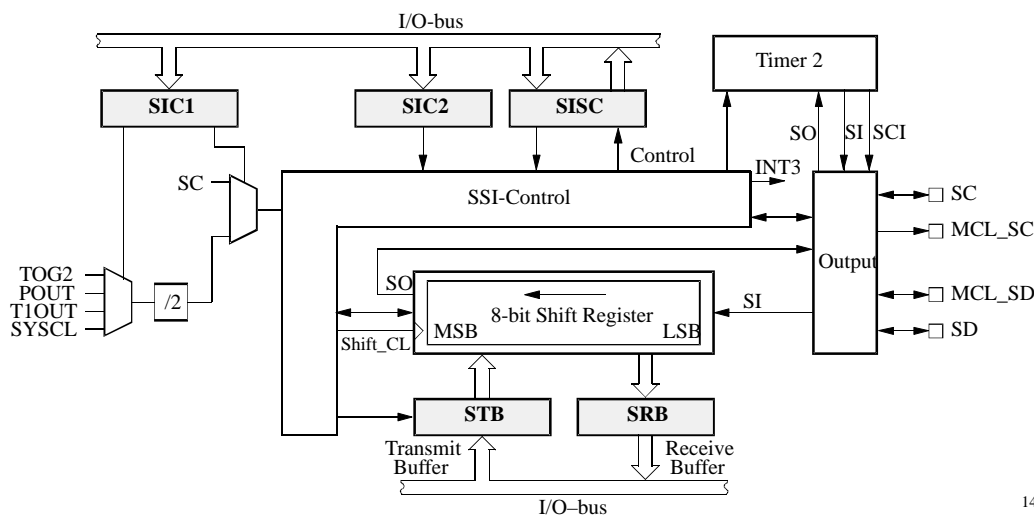 I/O-bus
Timer 2
SIC1
SIC2
SISC
SO
SI
SCI
Control
INT3
SC
SSI-Control
SC
MCL_SC
Output
TOG2
POUT
T1OUT
SYSCL
/2
SO
SI
MCL_SD
8-bit Shift Register
MSB
LSB
SD
Shift_CL
STB
SRB
Transmit
Buffer
Receive
Buffer
I/O–bus
14